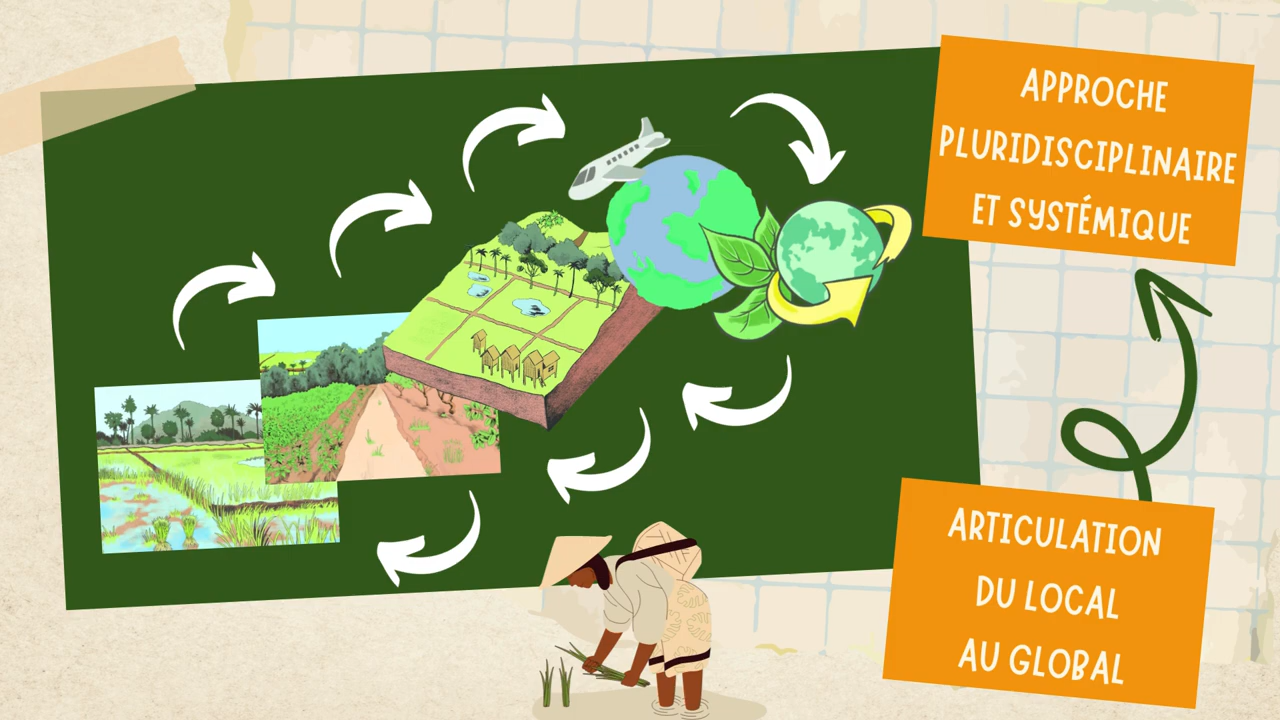 APPROCHE
PLURIDISCIPLINAIRE
ET SYSTÉMIQUE
ARTICULATION
DU LOCAL
AU GLOBAL